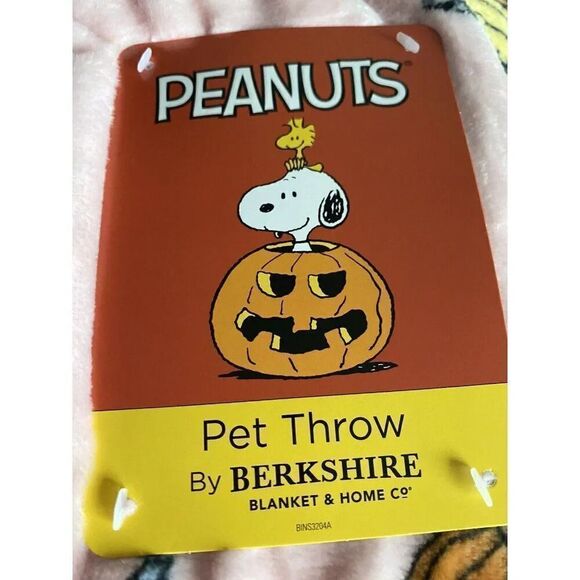 PEANUTS
Pet Throw
By BERKSHIRE
BLANKET & HOME Cº®
BINS3204A